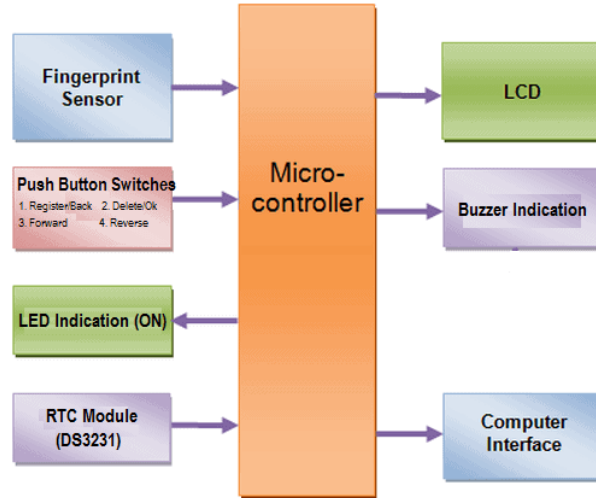 Fingerprint
Sensor
Push Button Switches
1. Register/Back 2. Delete/Ok
3. Forward 4. Reverse
LED Indication (ON)
RTC Module
(DS3231)
Micro-
controller
LCD
Buzzer Indication
Computer
Interface